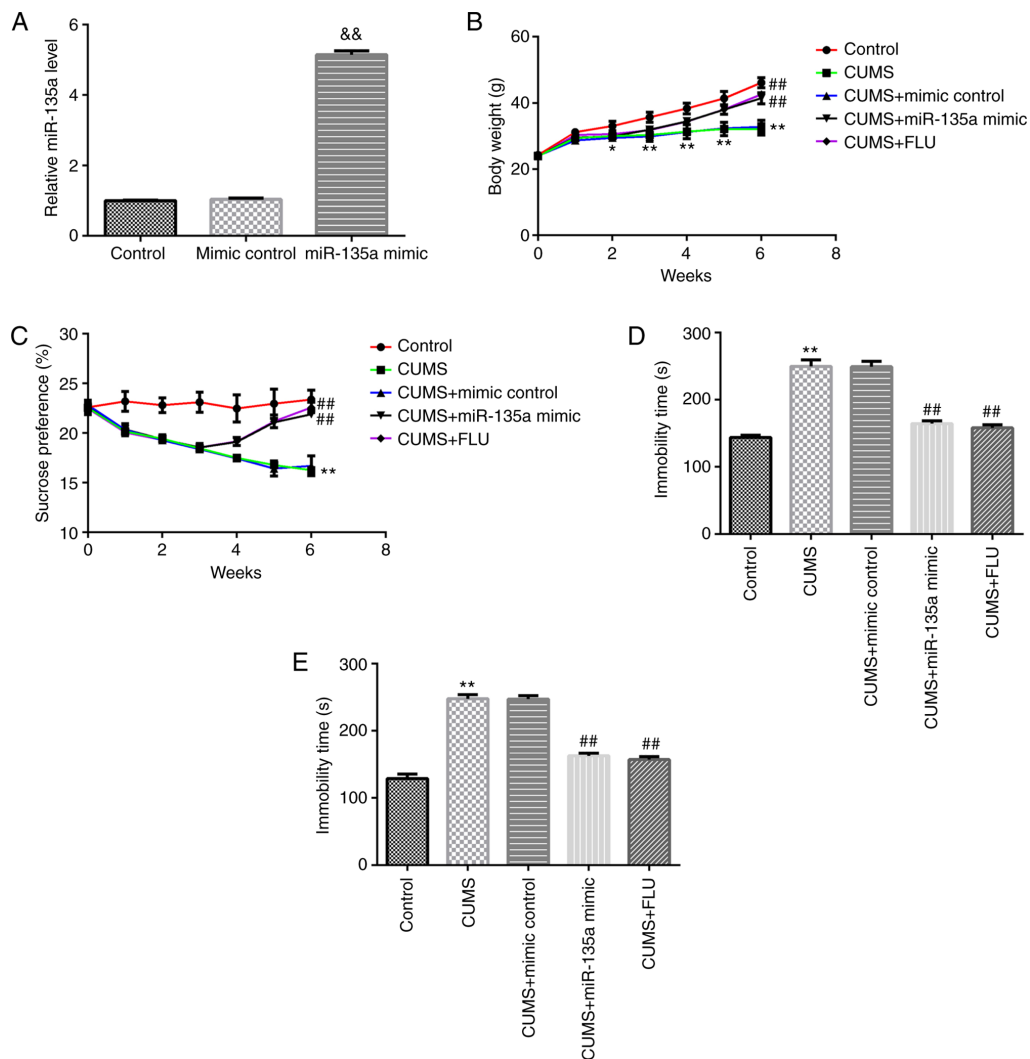 A
Relative miR-135a level
6
4
2
0
&&
Control
Mimic control
miR-135a mimic
B
Body weight (g)
60
40
20
0
0
2
4
6
8
Weeks
*
**
**
**
##
##
**
Control
CUMS
CUMS+mimic control
CUMS+miR-135a mimic
CUMS+FLU
C
Sucrose preference (%)
30
25
20
15
10
0
2
4
6
8
Weeks
##
##
**
Control
CUMS
CUMS+mimic control
CUMS+miR-135a mimic
CUMS+FLU
D
Immobility time (s)
300
200
100
0
**
##
##
Control
CUMS
CUMS+mimic control
CUMS+miR-135a mimic
CUMS+FLU
E
Immobility time (s)
300
200
100
0
**
##
##
Control
CUMS
CUMS+mimic control
CUMS+miR-135a mimic
CUMS+FLU